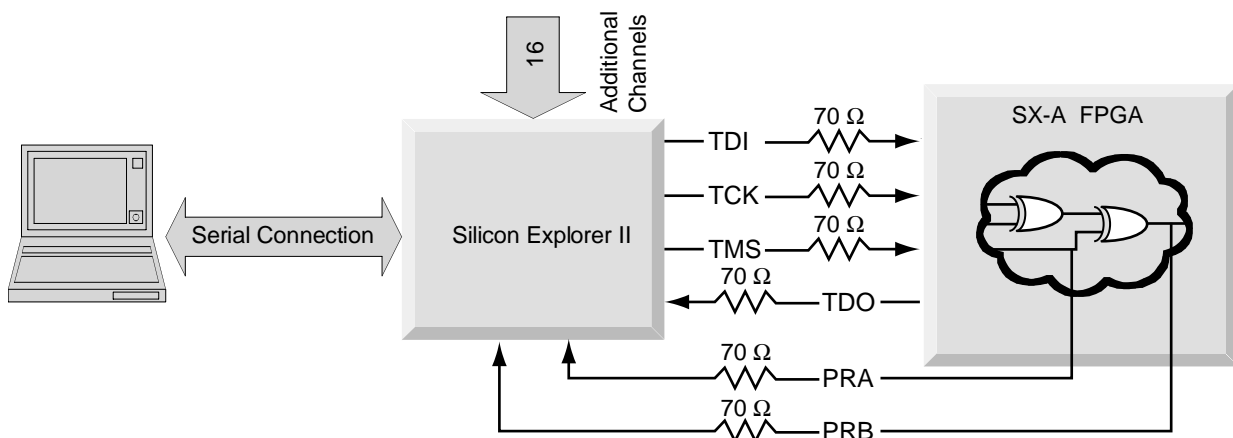 16
Additional
Channels
Serial Connection
Silicon Explorer II
TDI
70 Ω
TCK
70 Ω
TMS
70 Ω
70 Ω
TDO
70 Ω
PRA
70 Ω
PRB
SX-A FPGA